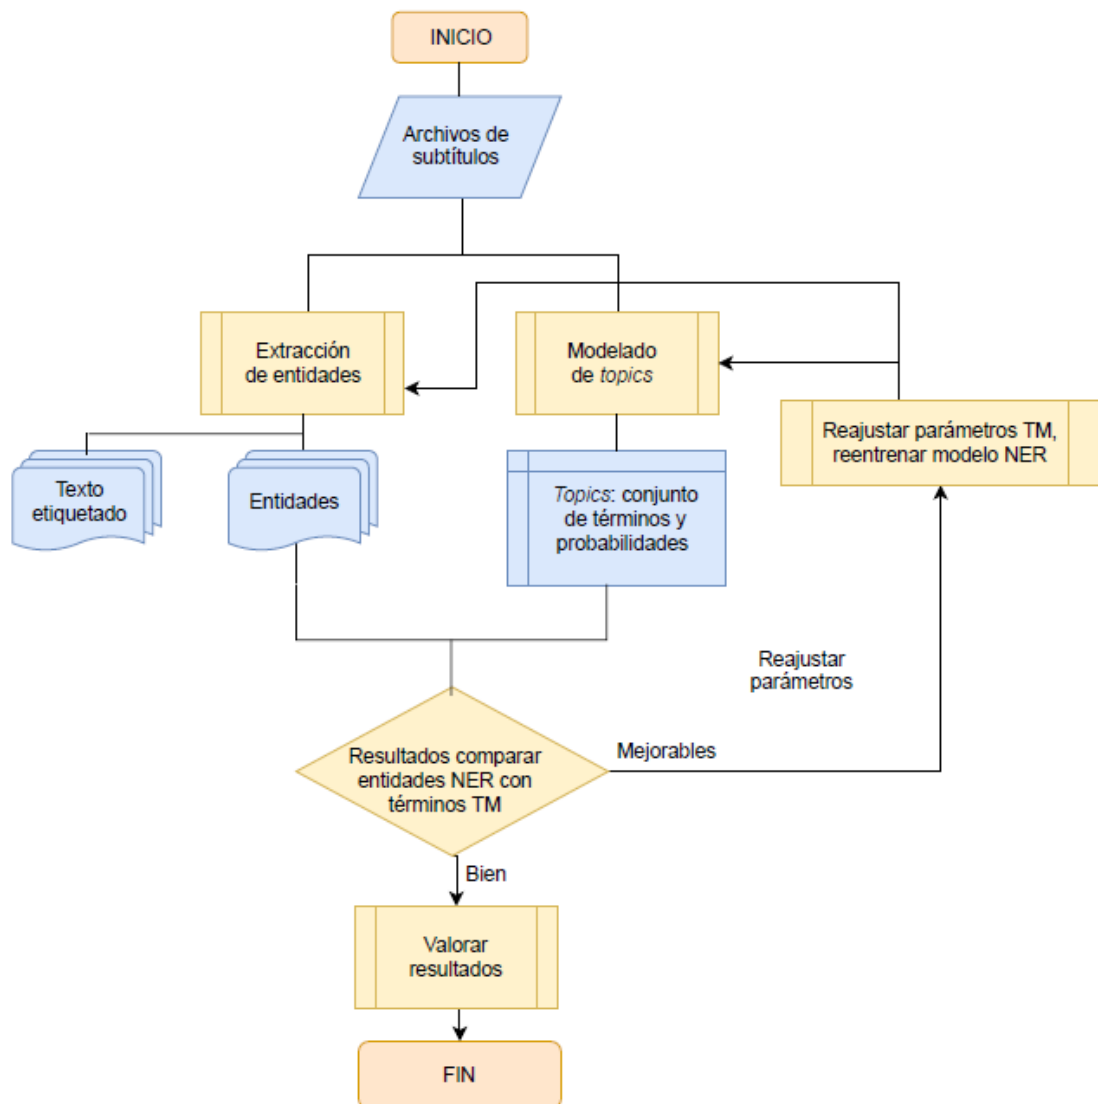 INICIO
Archivos de
subtítulos
Extracción
de entidades
Modelado
de topics
Reajustar parámetros TM,
reentrenar modelo NER
Texto
etiquetado
Entidades
Topics: conjunto
de términos y
probabilidades
Reajustar
parámetros
Resultados comparar
entidades NER con
términos TM
Mejorables
Bien
Valorar
resultados
FIN